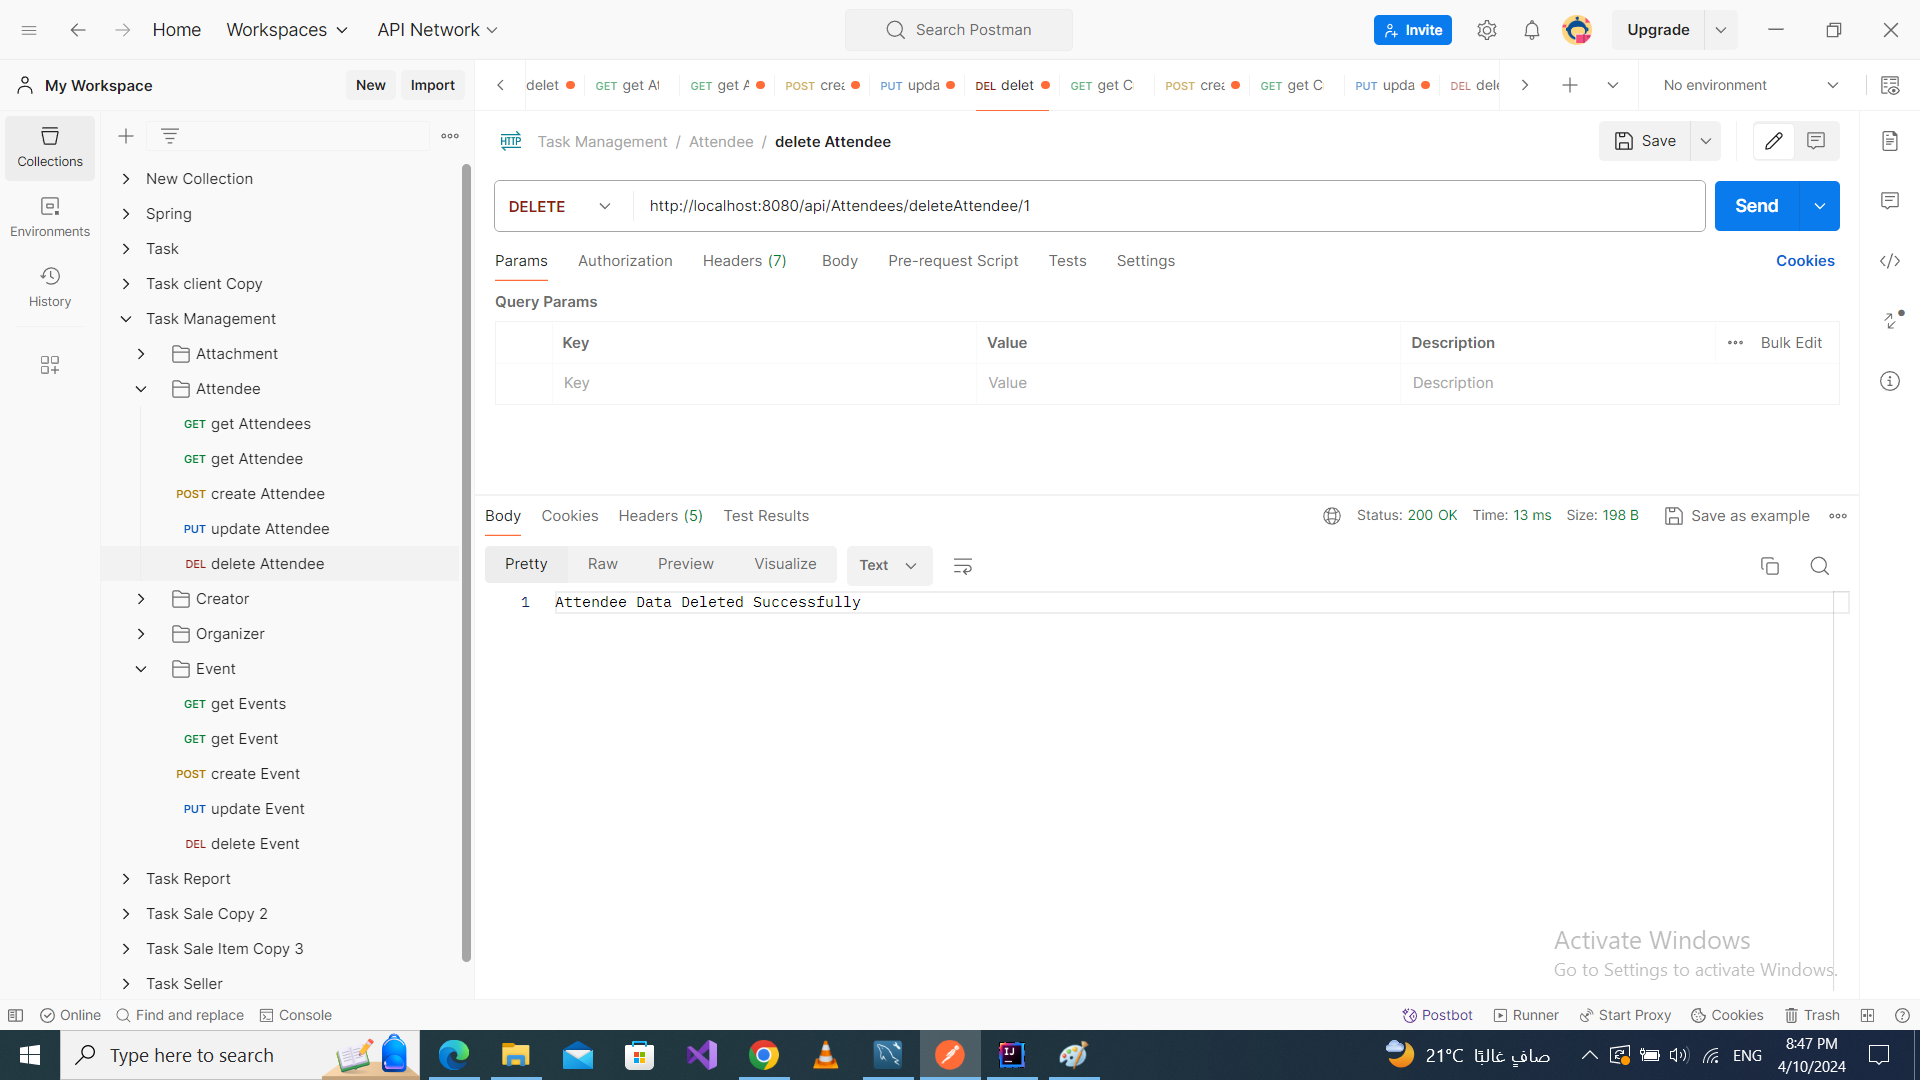 Home
Workspaces
API Network
Search Postman
Invite
Upgrade
My Workspace
New
Import
delet
GET get At
GET get A
POST crea
PUT upda
DEL delet
GET get C
POST crea
GET get C
PUT upda
DEL dele
No environment
Collections
Environments
History
New Collection
Spring
Task
Task client Copy
Task Management
Attachment
Attendee
GET get Attendees
GET get Attendee
POST create Attendee
PUT update Attendee
DEL delete Attendee
Creator
Organizer
Event
GET get Events
GET get Event
POST create Event
PUT update Event
DEL delete Event
Task Report
Task Sale Copy 2
Task Sale Item Copy 3
Task Seller
HTTP Task Management / Attendee / delete Attendee
Save
DELETE
http://localhost:8080/api/Attendees/deleteAttendee/1
Send
Params
Authorization
Headers (7)
Body
Pre-request Script
Tests
Settings
Cookies
Query Params
Key
Value
Description
Bulk Edit
Key
Value
Description
Body
Cookies
Headers (5)
Test Results
Status: 200 OK
Time: 13 ms
Size: 198 B
Save as example
Pretty
Raw
Preview
Visualize
Text
1 Attendee Data Deleted Successfully
Activate Windows
Go to Settings to activate Windows.
Online
Find and replace
Console
Postbot
Runner
Start Proxy
Cookies
Trash
Type here to search
IJ
21°C صافٍ غالبًا
ENG
8:47 PM
4/10/2024